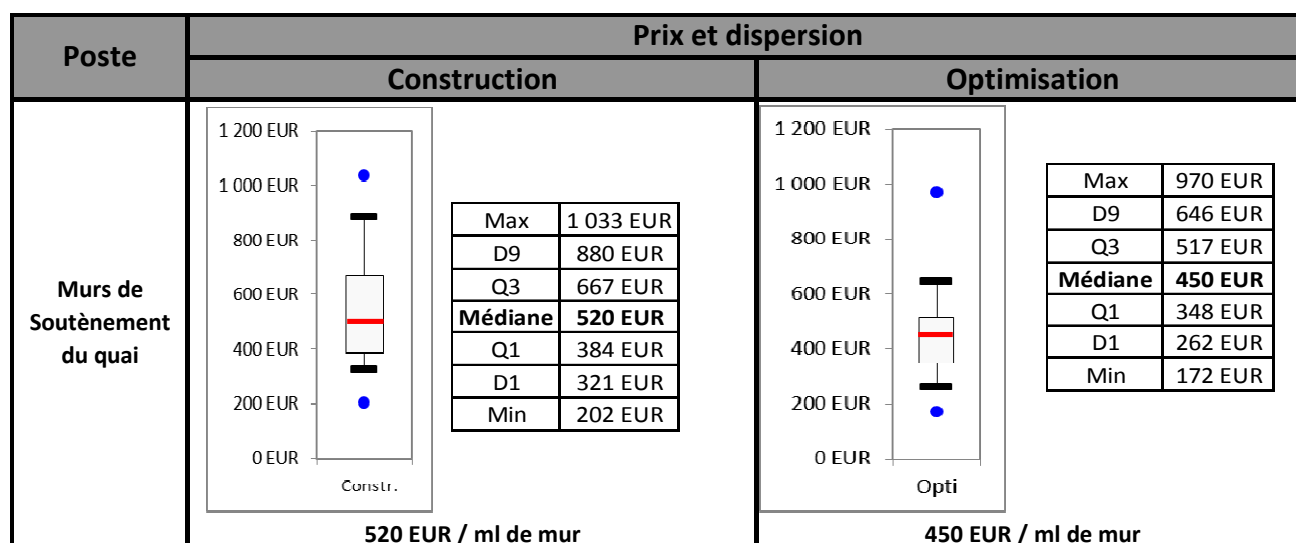 Poste
Prix et dispersion
Construction
Optimisation
Murs de
Soutènement
du quai
1 200 EUR
1 000 EUR
800 EUR
600 EUR
400 EUR
200 EUR
0 EUR
Constr.
Max 1 033 EUR
D9 880 EUR
Q3 667 EUR
Médiane 520 EUR
Q1 384 EUR
D1 321 EUR
Min 202 EUR
520 EUR / ml de mur
1 200 EUR
1 000 EUR
800 EUR
600 EUR
400 EUR
200 EUR
0 EUR
Opti
Max 970 EUR
D9 646 EUR
Q3 517 EUR
Médiane 450 EUR
Q1 348 EUR
D1 262 EUR
Min 172 EUR
450 EUR / ml de mur